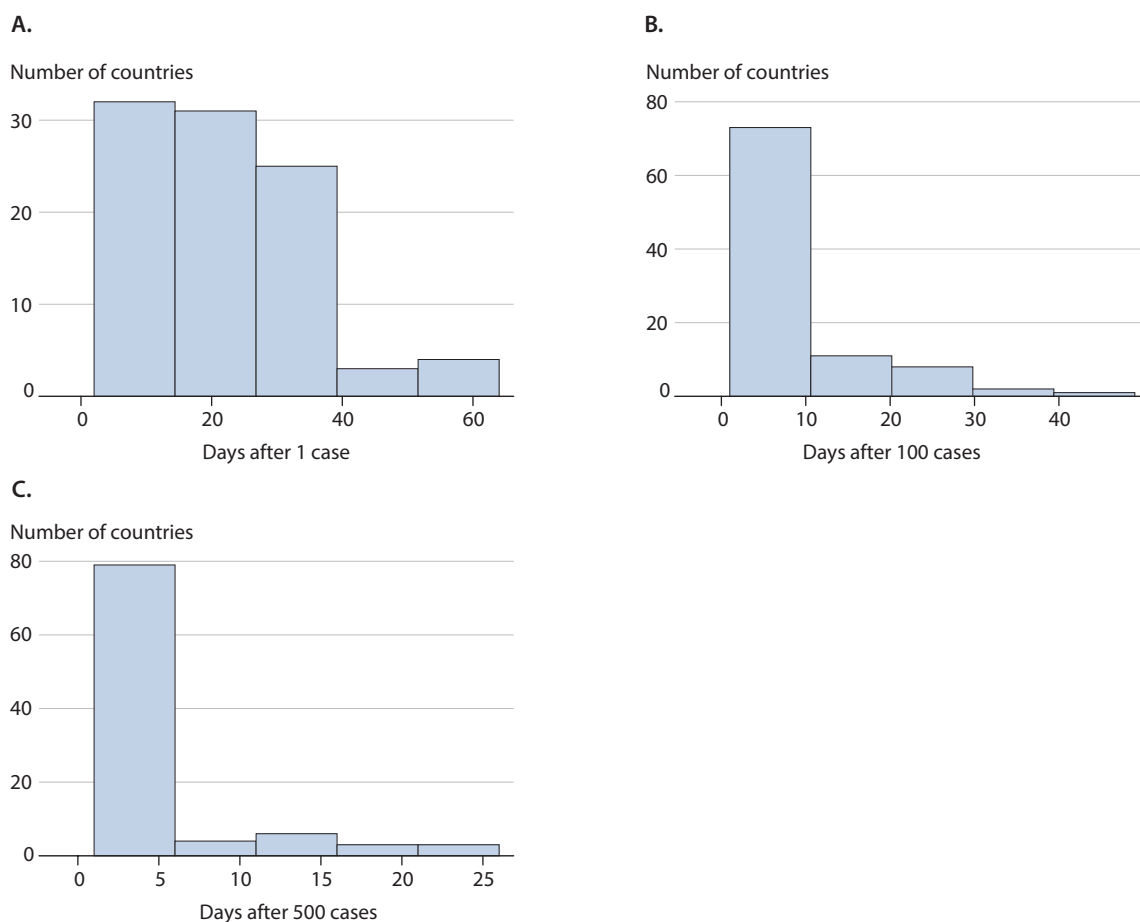 A.
Number of countries
30
20
10
0
0 20 40 60
Days after 1 case
B.
Number of countries
80
60
40
20
0
0 10 20 30 40
Days after 100 cases
C.
Number of countries
80
60
40
20
0
0 5 10 15 20 25
Days after 500 cases